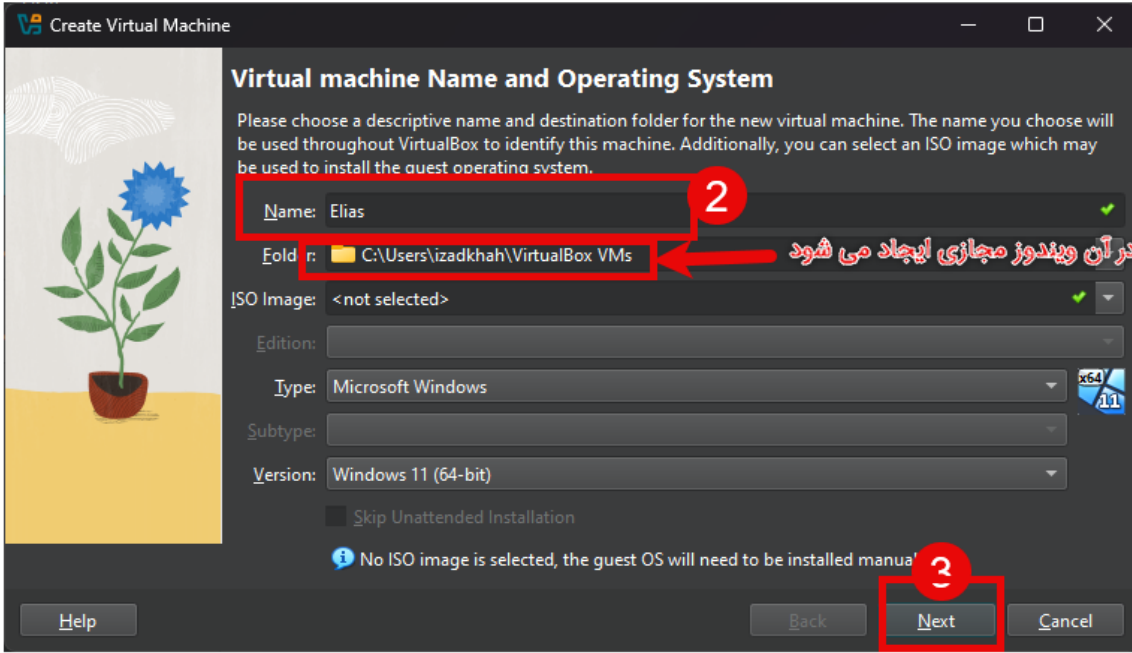 Create Virtual Machine
Virtual machine Name and Operating System
Please choose a descriptive name and destination folder for the new virtual machine. The name you choose will
be used throughout VirtualBox to identify this machine. Additionally, you can select an ISO image which may
be used to install the guest operating system.
Name: Elias
2
Folder: C:\Users\izadkhah\VirtualBox VMs
در آن ویندوز مجازی ایجاد می شود
ISO Image: <not selected>
Edition:
Type: Microsoft Windows
x64
11
Subtype:
Version: Windows 11 (64-bit)
Skip Unattended Installation
No ISO image is selected, the guest OS will need to be installed
3
Help Back Next Cancel